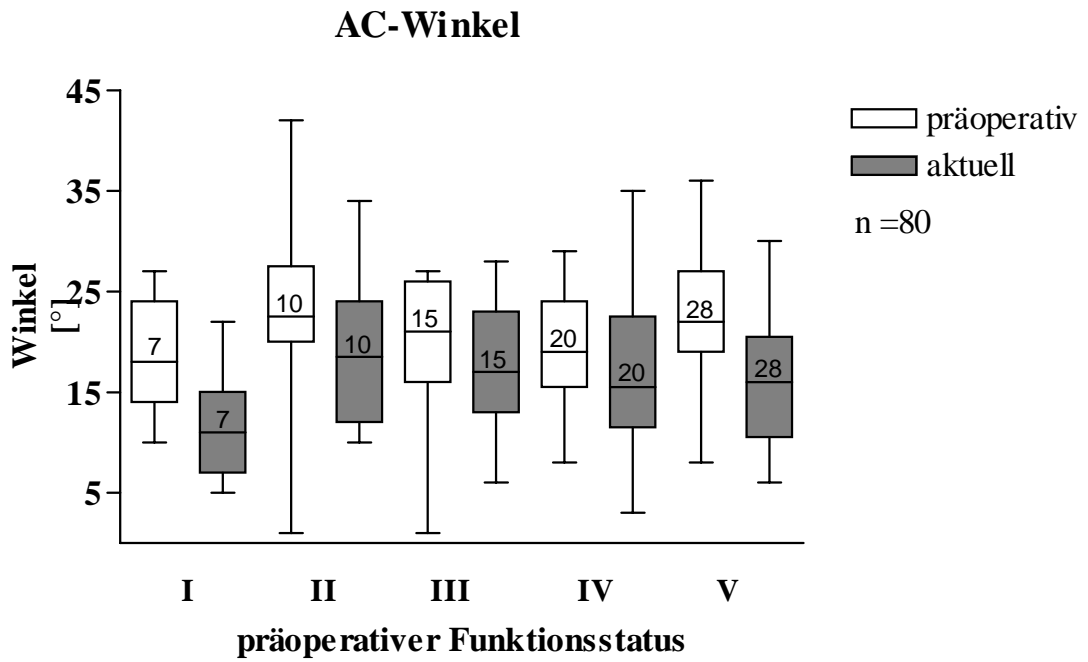 AC-Winkel
45
35
25
15
5
Winkel
[°]
7
7
10
10
15
15
20
20
28
28
präoperativ
aktuell
n =80
I II III IV V
präoperativer Funktionsstatus